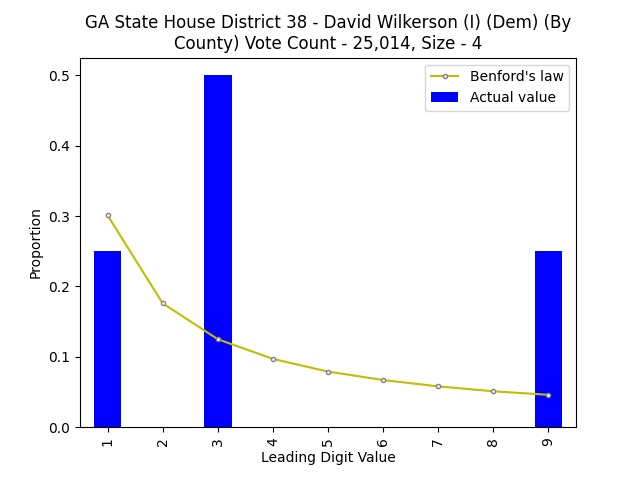 GA State House District 38 - David Wilkerson (I) (Dem) (By
County) Vote Count - 25,014, Size - 4
Benford's law
Actual value
0.5
0.4
0.3
0.2
0.1
0.0
Proportion
1 2 3 4 5 6 7 8 9
Leading Digit Value